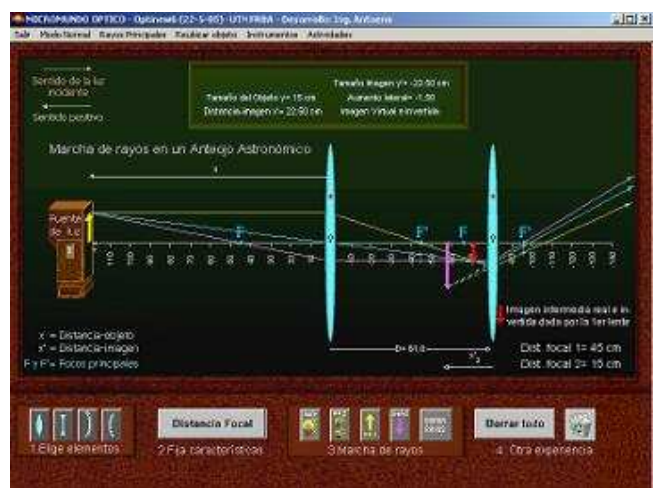 MICROMUNDO OPTICO - Optinew6 (22-5-05)- UTN FRBA - Desarrollo: Ing. Antoera
Salir Modo Normal Rayos Principales Reubicar objeto Instrumentos Actividades
Sentido de la luz
incidente
Sentido positivo
Tamaño Imagen y'= -22.50 cm
Tamaño del Objeto y= 15 cm
Aumento lateral= -1.50
Distancia-imagen x'= 22.50 cm
Imagen Virtual e invertida
Marcha de rayos en un Anteojo Astronómico
x
Fuente
de luz
F
F'
F
F'
Imagen intermedia real e in-
vertida dada por la 1er lente
x = Distancia-objeto
x' = Distancia-imagen
F y F'= Focos principales
Dist. focal 1= 45 cm
Dist. focal 2= 15 cm
Distancia Focal
Borrar todo
1.Elige elementos
2.Fija características
3.Marcha de rayos
4. Otra experiencia